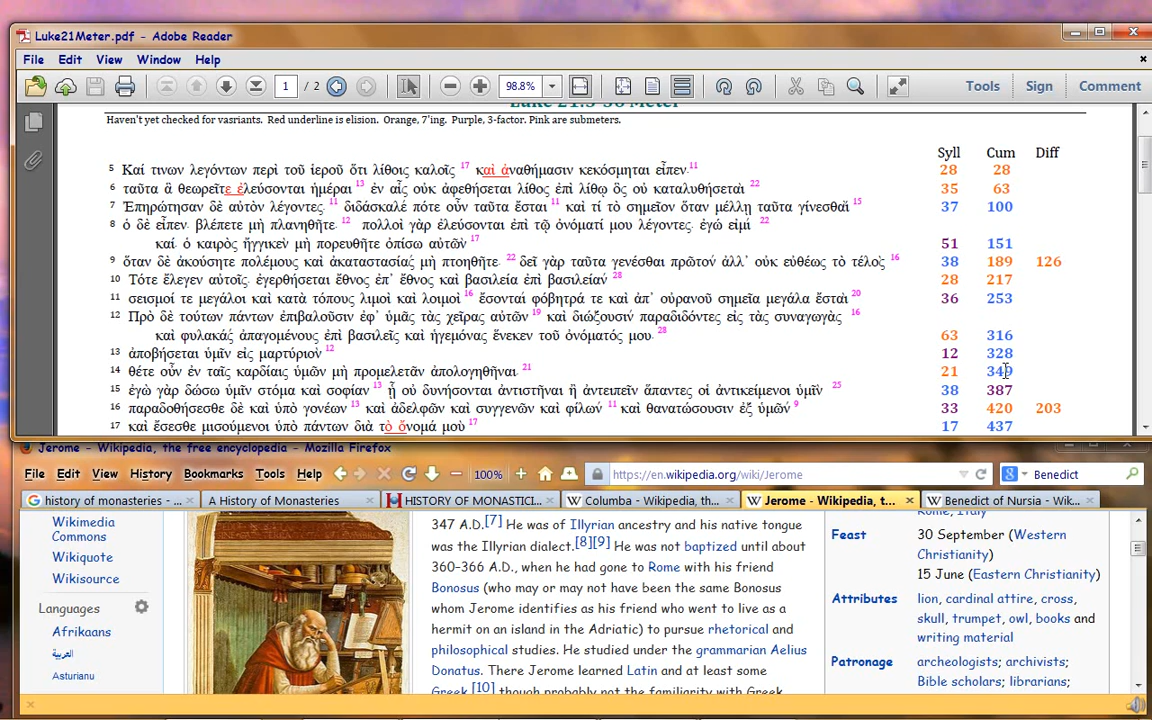 Luke21Meter.pdf - Adobe Reader
File Edit View Window Help
1 / 2 98.8% Tools Sign Comment
Haven't yet checked for vasriants. Red underline is elision. Orange, 7'ing. Purple, 3-factor. Pink are submeters.
Syll Cum Diff
5 Καί τινων λεγόντων περὶ τοῦ ἱεροῦ ὅτι λίθοις καλοῖς 17 καὶ ἀναθήμασιν κεκόσμηται εἶπεν· 11 28 28
6 ταῦτα ἃ θεωρεῖτε ἐλεύσονται ἡμέραι 13 ἐν αἷς οὐκ ἀφεθήσεται λίθος ἐπὶ λίθῳ ὃς οὐ καταλυθήσεται 22 35 63
7 Ἐπηρώτησαν δὲ αὐτὸν λέγοντες· 11 διδάσκαλε πότε οὖν ταῦτα ἔσται 11 καὶ τί τὸ σημεῖον ὅταν μέλλῃ ταῦτα γίνεσθαι 15 37 100
8 ὁ δὲ εἶπεν· βλέπετε μὴ πλανηθῆτε· 12 πολλοὶ γὰρ ἐλεύσονται ἐπὶ τῷ ὀνόματί μου λέγοντες· ἐγώ εἰμι 22
καί· ὁ καιρὸς ἤγγικεν μὴ πορευθῆτε ὀπίσω αὐτῶν 17 51 151
9 ὅταν δὲ ἀκούσητε πολέμους καὶ ἀκαταστασίας μὴ πτοηθῆτε· 22 δεῖ γὰρ ταῦτα γενέσθαι πρῶτον ἀλλ' οὐκ εὐθέως τὸ τέλος 16 38 189 126
10 Τότε ἔλεγεν αὐτοῖς· ἐγερθήσεται ἔθνος ἐπ' ἔθνος καὶ βασιλεία ἐπὶ βασιλείαν 28 28 217
11 σεισμοί τε μεγάλοι καὶ κατὰ τόπους λιμοὶ καὶ λοιμοὶ 16 ἔσονται φόβητρά τε καὶ ἀπ' οὐρανοῦ σημεῖα μεγάλα ἔσται 20 36 253
12 Πρὸ δὲ τούτων πάντων ἐπιβαλοῦσιν ἐφ' ὑμᾶς τὰς χεῖρας αὐτῶν 19 καὶ διώξουσιν παραδιδόντες εἰς τὰς συναγωγὰς 16
καὶ φυλακάς ἀπαγομένους ἐπὶ βασιλεῖς καὶ ἡγεμόνας ἕνεκεν τοῦ ὀνόματός μου· 28 63 316
13 ἀποβήσεται ὑμῖν εἰς μαρτύριον 12 12 328
14 θέτε οὖν ἐν ταῖς καρδίαις ὑμῶν μὴ προμελετᾶν ἀπολογηθῆναι· 21 21 349
15 ἐγὼ γὰρ δώσω ὑμῖν στόμα καὶ σοφίαν 13 ᾗ οὐ δυνήσονται ἀντιστῆναι ἢ ἀντειπεῖν ἅπαντες οἱ ἀντικείμενοι ὑμῖν 25 38 387
16 παραδοθήσεσθε δὲ καὶ ὑπὸ γονέων 13 καὶ ἀδελφῶν καὶ συγγενῶν καὶ φίλων 11 καὶ θανατώσουσιν ἐξ ὑμῶν 9 33 420 203
17 καὶ ἔσεσθε μισούμενοι ὑπὸ πάντων διὰ τὸ ὄνομά μου 17 17 437
Jerome - Wikipedia, the free encyclopedia - Mozilla Firefox
File Edit View History Bookmarks Tools Help 100% https://en.wikipedia.org/wiki/Jerome Benedict
history of monasteries - ... A History of Monasteries HISTORY OF MONASTICI... Columba - Wikipedia, th... Jerome - Wikipedia, t... Benedict of Nursia - Wik...
Wikimedia Commons
Wikiquote
Wikisource
Languages
Afrikaans
العربية
Asturianu
347 A.D.[7] He was of Illyrian ancestry and his native tongue
was the Illyrian dialect.[8][9] He was not baptized until about
360–366 A.D., when he had gone to Rome with his friend
Bonosus (who may or may not have been the same Bonosus
whom Jerome identifies as his friend who went to live as a
hermit on an island in the Adriatic) to pursue rhetorical and
philosophical studies. He studied under the grammarian Aelius
Donatus. There Jerome learned Latin and at least some
Greek,[10] though probably not the familiarity with Greek
Rome, Italy
Feast 30 September (Western
Christianity)
15 June (Eastern Christianity)
Attributes lion, cardinal attire, cross,
skull, trumpet, owl, books and
writing material
Patronage archeologists; archivists;
Bible scholars; librarians;